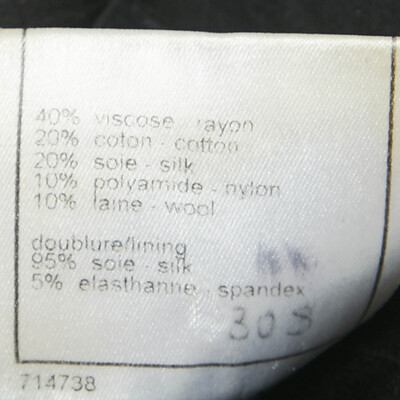 40% viscose - rayon
20% coton - cotton
20% soie - silk
10% polyamide - nylon
10% laine - wool
doublure/lining
95% soie - silk
5% elasthanne - spandex
714738